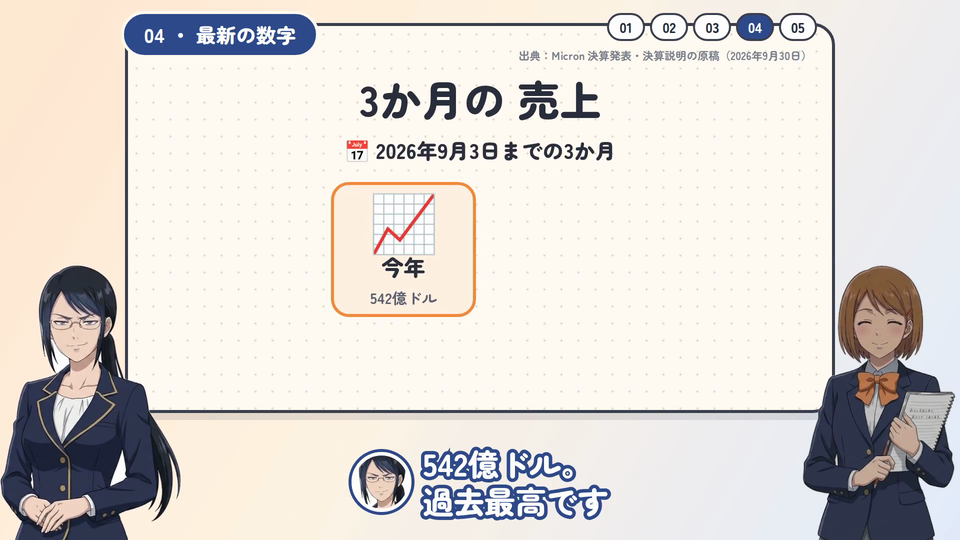 04 ・ 最新の数字
01 02 03 04 05
出典：Micron 決算発表・決算説明の原稿（2026年9月30日）
3か月の 売上
July 17 2026年9月3日までの3か月
今年
542億ドル
542億ドル。
過去最高です